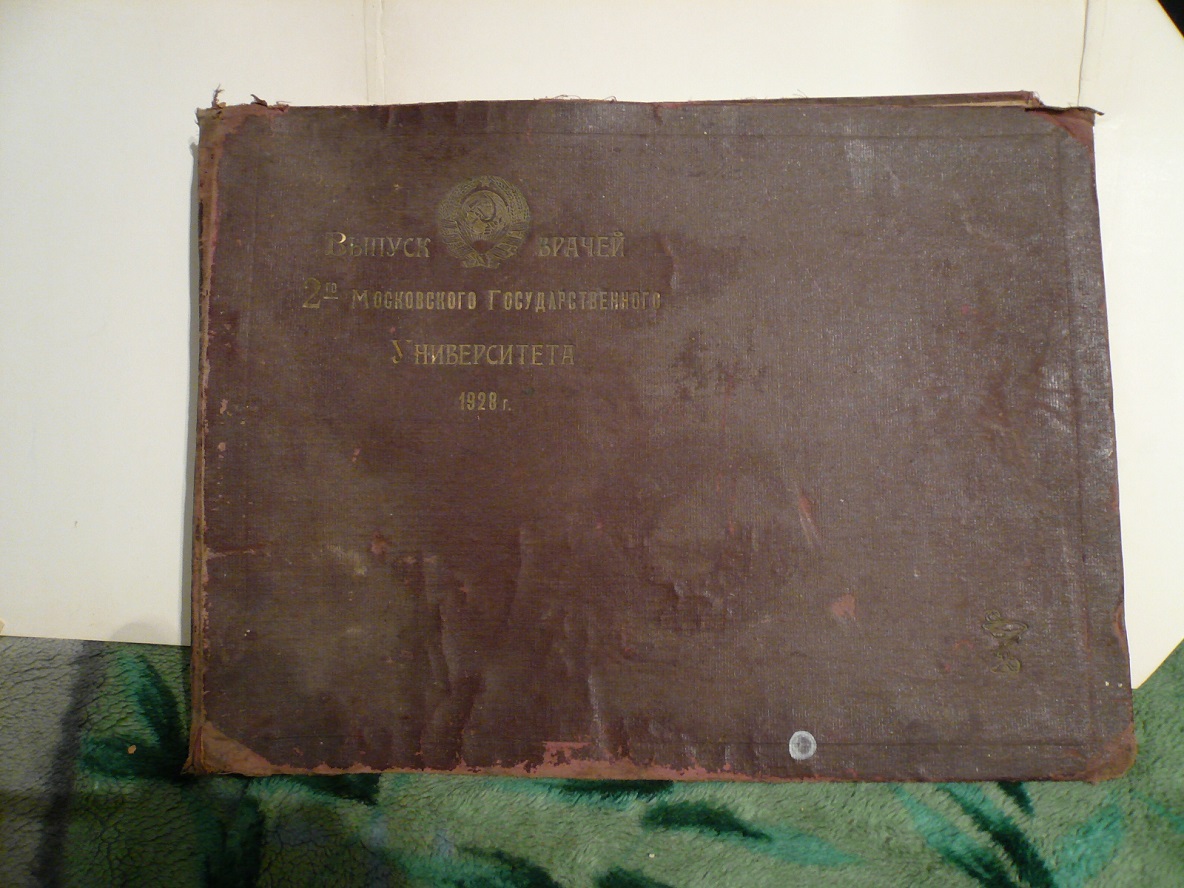 Выпуск врачей
2го Московского Государственного
Университета
1928 г.